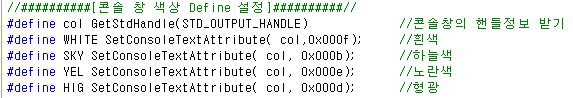 //##########[콘솔 창 색상 Define 설정]##########//
#define col GetStdHandle(STD_OUTPUT_HANDLE) //콘솔창의 핸들정보 받기
#define WHITE SetConsoleTextAttribute( col,0x000f); //흰색
#define SKY SetConsoleTextAttribute( col, 0x000b); //하늘색
#define YEL SetConsoleTextAttribute( col, 0x000e); //노란색
#define HIG SetConsoleTextAttribute( col, 0x000d); //형광